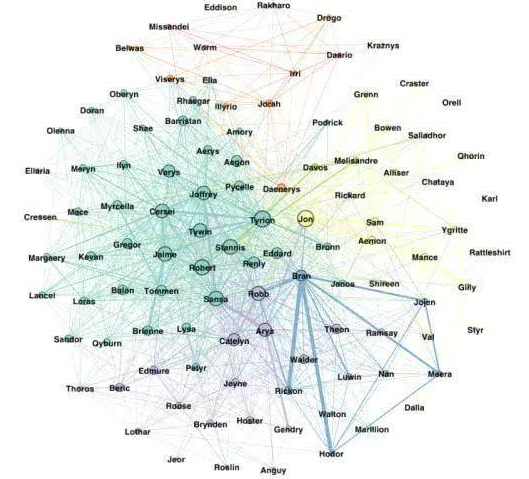 Eddison
Rakharo
Drogo
Missandei
Belwas
Worm
Kraznys
Daario
Viserys
Ella
Irri
Oberyn
Rhaegar
Illyrio
Jorah
Grenn
Craster
Orell
Doran
Barristan
Podrick
Bowen
Salladhor
Olenna
Shae
Amory
Aerys
Aegon
Davos
Melisandre
Qhorin
Ellaria
Meryn
Ilyn
Varys
Alliser
Chataya
Pycelle
Daenerys
Joffrey
Rickard
Karl
Cressen
Mace
Myrcella
Cersei
Tyrion
Jon
Sam
Ygritte
Tywin
Aemon
Gregor
Stannis
Bronn
Rattleshirt
Margaery
Kevan
Jaime
Eddard
Mance
Robert
Renly
Bran
Janos
Shireen
Gilly
Lancel
Loras
Balon
Tommen
Sansa
Robb
Jojen
Sandor
Qyburn
Brienne
Lysa
Catelyn
Arya
Theon
Ramsay
Val
Styr
Walder
Edmure
Petyr
Luwin
Nan
Meera
Thoros
Beric
Jeyne
Rickon
Roose
Walton
Dalla
Lothar
Brynden
Hoster
Gendry
Marillion
Jeor
Roslin
Anguy
Hodor